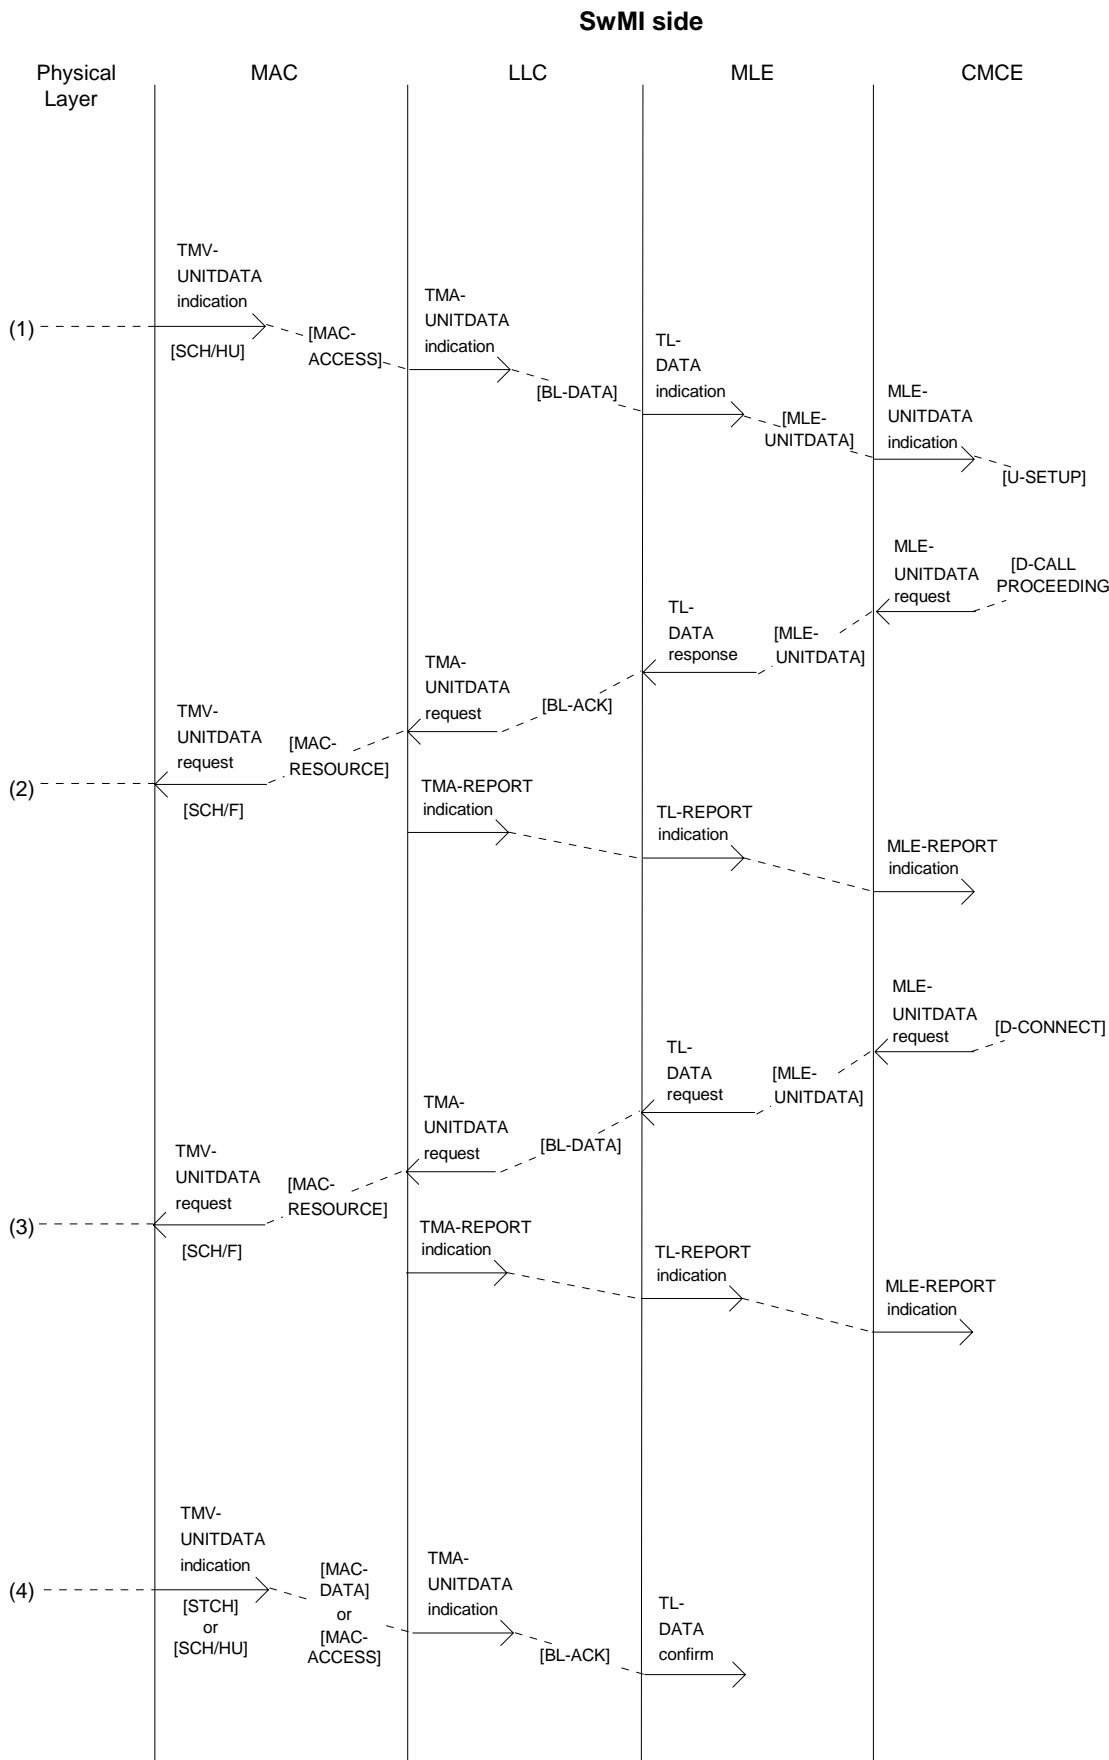 SwMI side
Physical
Layer
MAC
LLC
MLE
CMCE
TMV-
UNITDATA
indication
(1)
[SCH/HU]
[MAC-
ACCESS]
TMA-
UNITDATA
indication
[BL-DATA]
TL-
DATA
indication
[MLE-
UNITDATA]
MLE-
UNITDATA
indication
[U-SETUP]
MLE-
UNITDATA
request
[D-CALL
PROCEEDING
TL-
DATA
response
[MLE-
UNITDATA]
TMA-
UNITDATA
request
[BL-ACK]
TMV-
UNITDATA
request
[MAC-
RESOURCE]
(2)
[SCH/F]
TMA-REPORT
indication
TL-REPORT
indication
MLE-REPORT
indication
MLE-
UNITDATA
request
[D-CONNECT]
TL-
DATA
request
[MLE-
UNITDATA]
TMA-
UNITDATA
request
[BL-DATA]
TMV-
UNITDATA
request
[MAC-
RESOURCE]
(3)
[SCH/F]
TMA-REPORT
indication
TL-REPORT
indication
MLE-REPORT
indication
TMV-
UNITDATA
indication
(4)
[STCH]
or
[SCH/HU]
[MAC-
DATA]
or
[MAC-
ACCESS]
TMA-
UNITDATA
indication
[BL-ACK]
TL-
DATA
confirm